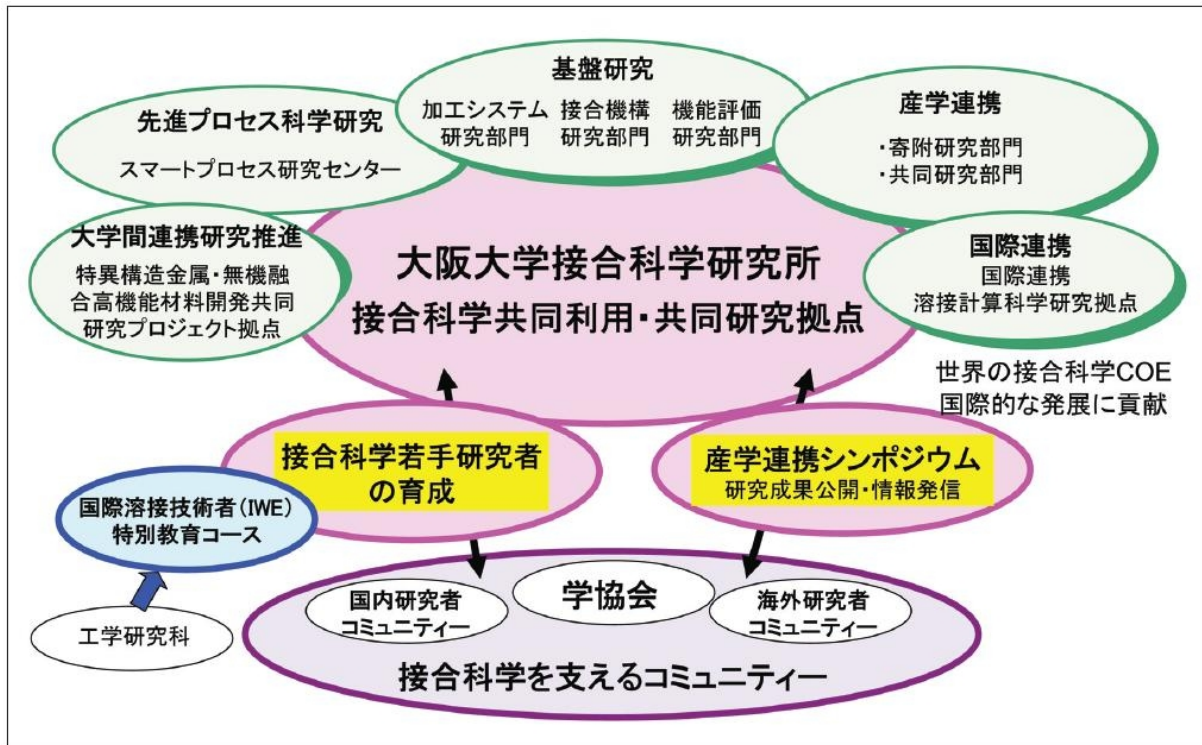 基盤研究
加工システム 接合機構 機能評価
研究部門 研究部門 研究部門
先進プロセス科学研究
スマートプロセス研究センター
産学連携
・寄附研究部門
・共同研究部門
大学間連携研究推進
特異構造金属・無機融
合高機能材料開発共同
研究プロジェクト拠点
国際連携
国際連携
溶接計算科学研究拠点
大阪大学接合科学研究所
接合科学共同利用・共同研究拠点
世界の接合科学COE
国際的な発展に貢献
接合科学若手研究者
の育成
産学連携シンポジウム
研究成果公開・情報発信
国際溶接技術者(IWE)
特別教育コース
工学研究科
国内研究者
コミュニティー
学協会
海外研究者
コミュニティー
接合科学を支えるコミュニティー